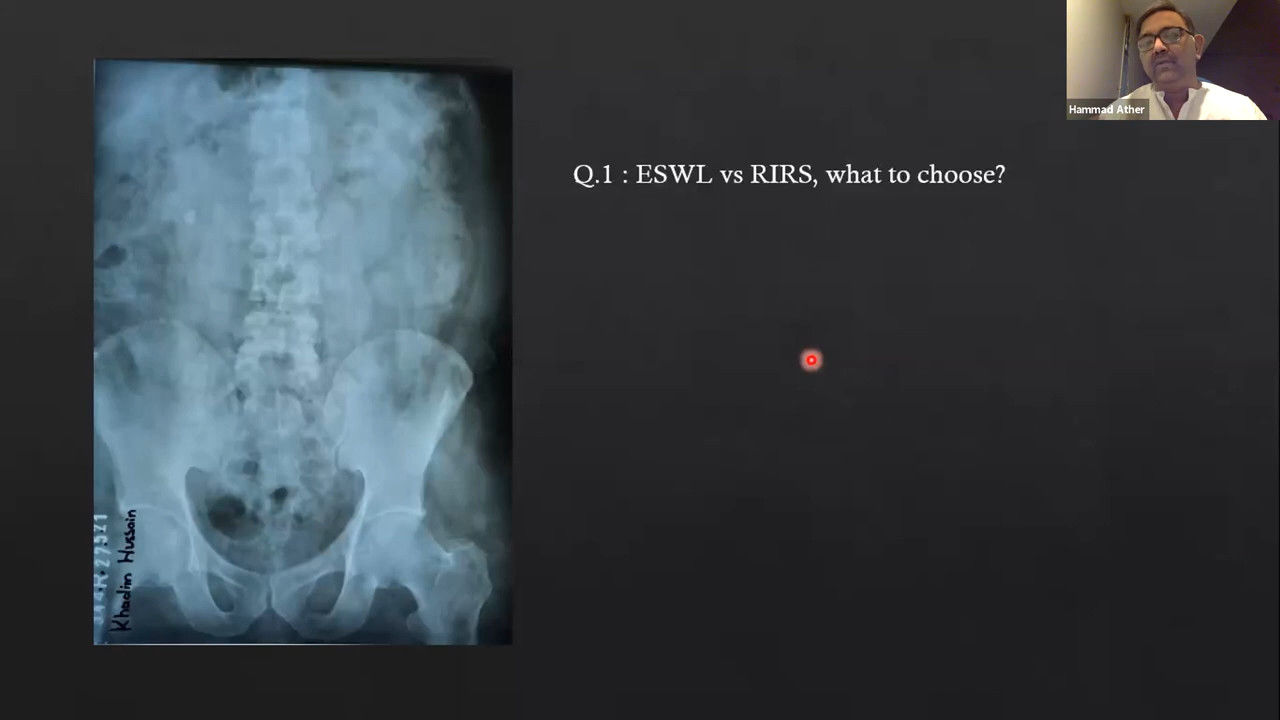 Hammad Ather
Q.1 : ESWL vs RIRS, what to choose?
Khadim Hussain